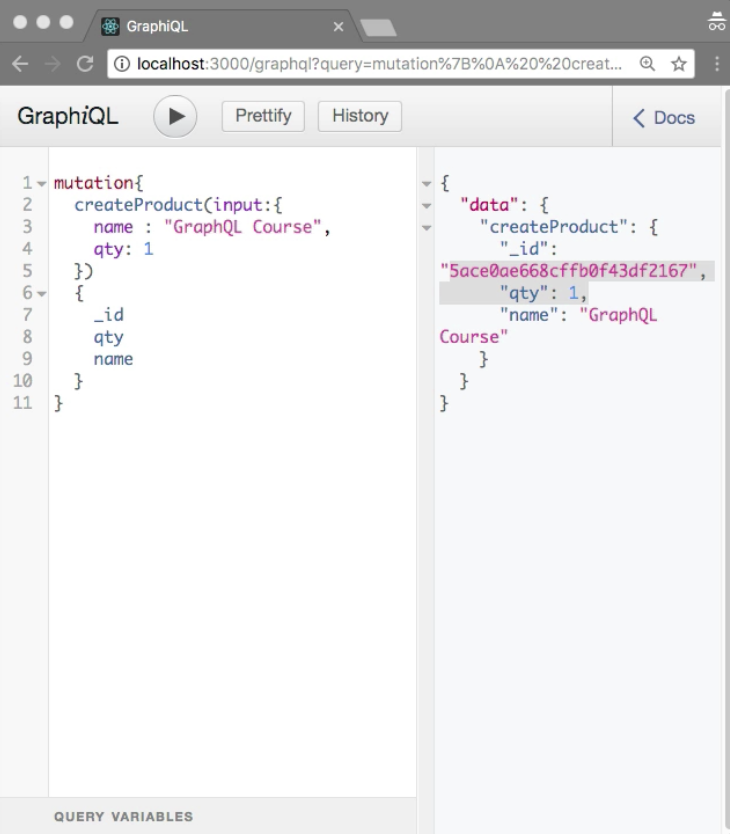 GraphiQL
localhost:3000/graphql?query=mutation%7B%0A%20%20creat...
GraphiQL
Prettify
History
Docs
1 mutation{
2 createProduct(input:{
3 name : "GraphQL Course",
4 qty: 1
5 })
6 {
7 _id
8 qty
9 name
10 }
11 }
{
"data": {
"createProduct": {
"_id":
"5ace0ae668cffb0f43df2167",
"qty": 1,
"name": "GraphQL
Course"
}
}
}
QUERY VARIABLES